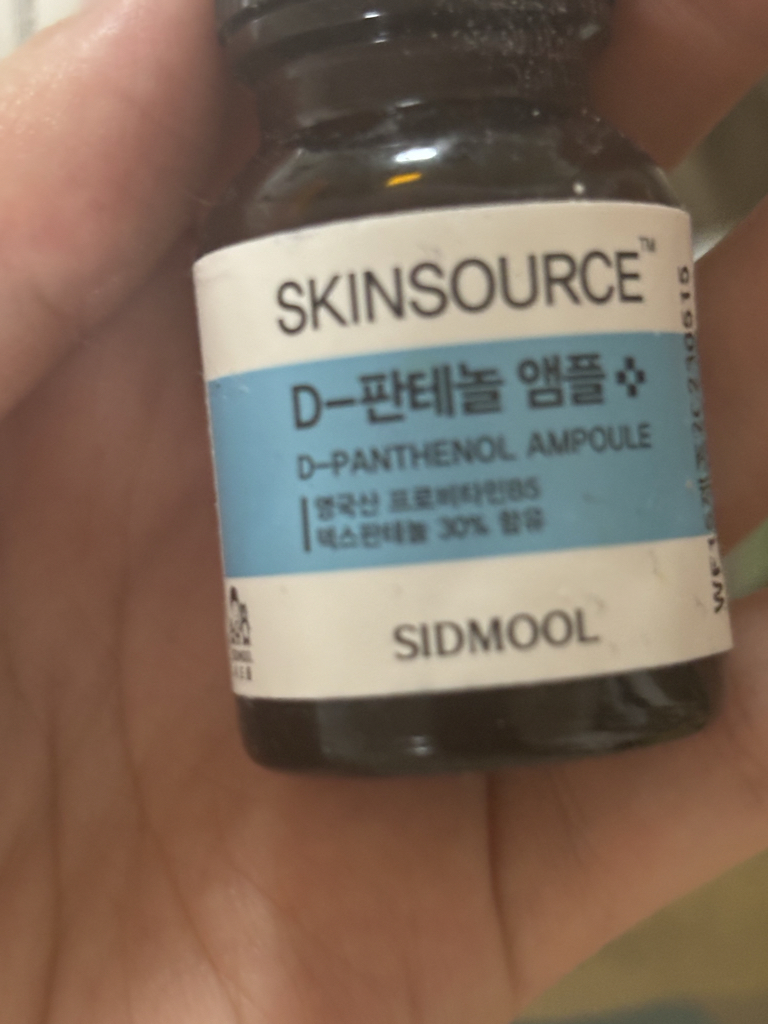 SKINSOURCE™
D-판테놀 앰플
D-PANTHENOL AMPOULE
영국산 프로비타민B5
덱스판테놀 30% 함유
SIDMOOL